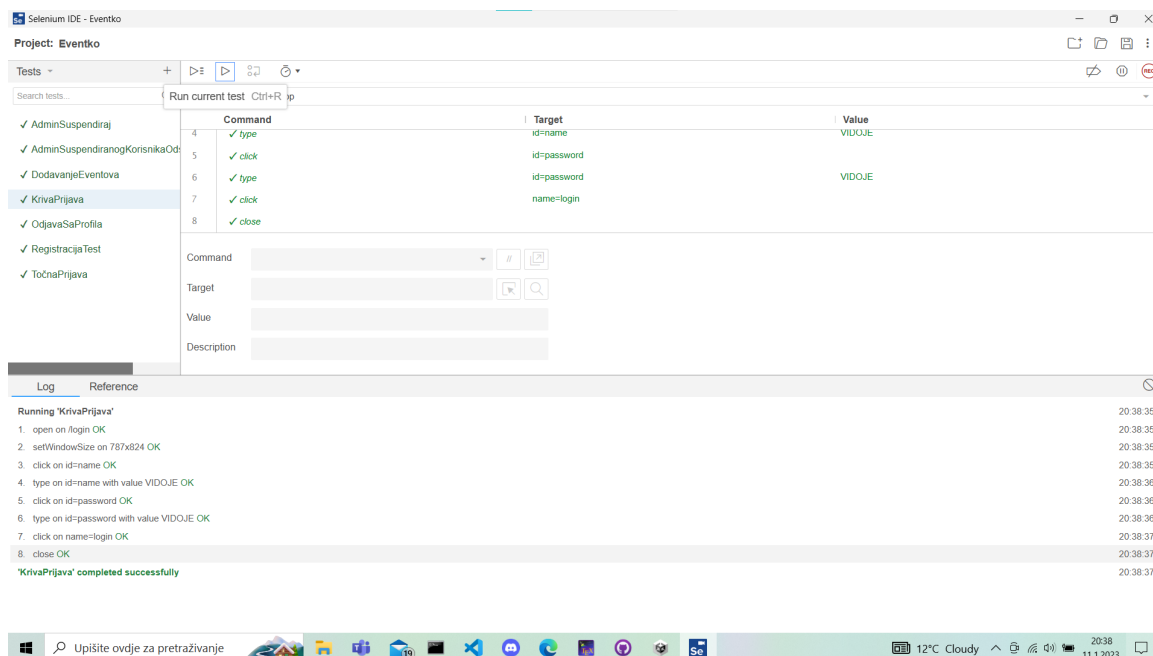 Selenium IDE - Eventko
Project: Eventko
Tests
Search tests...
Run current test Ctrl+R
Command Target Value
✓ AdminSuspendiraj
✓ AdminSuspendiranogKorisnikaOd
✓ DodavanjeEventova
✓ KrivaPrijava
✓ OdjavaSaProfila
✓ RegistracijaTest
✓ TočnaPrijava
4 ✓ type id=name VIDOJE
5 ✓ click id=password
6 ✓ type id=password VIDOJE
7 ✓ click name=login
8 ✓ close
Command
//
Target
Value
Description
Log Reference
Running 'KrivaPrijava' 20:38:35
1. open on /login OK 20:38:35
2. setWindowSize on 787x824 OK 20:38:35
3. click on id=name OK 20:38:35
4. type on id=name with value VIDOJE OK 20:38:36
5. click on id=password OK 20:38:36
6. type on id=password with value VIDOJE OK 20:38:36
7. click on name=login OK 20:38:37
8. close OK 20:38:37
'KrivaPrijava' completed successfully 20:38:37
Upišite ovdje za pretraživanje
19
Se
12°C Cloudy
20:38
11.1.2023.